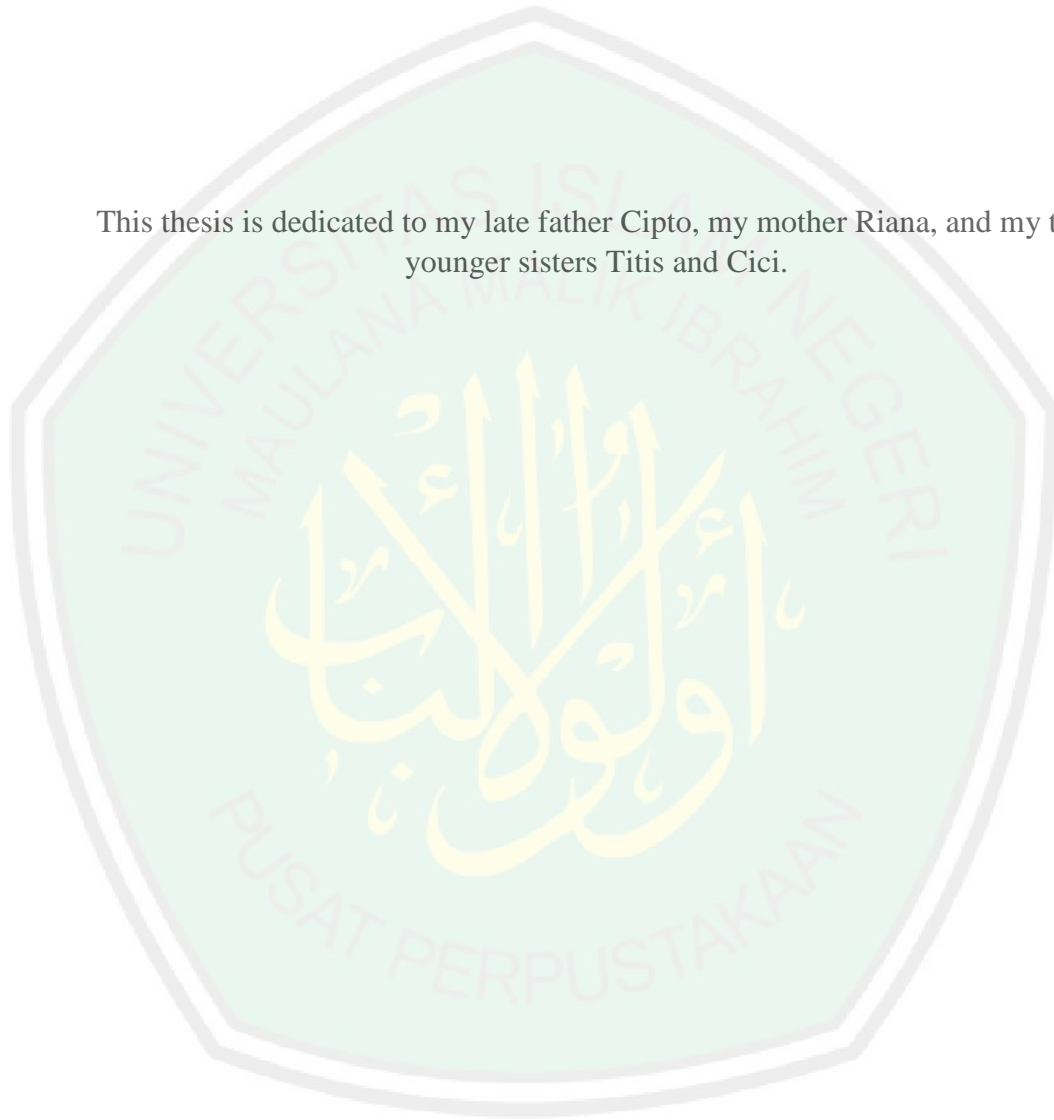 This thesis is dedicated to my late father Cipto, my mother Riana, and my t
younger sisters Titis and Cici.
UNIVERSITAS ISLAM NEGERI
MAULANA MALIK IBRAHIM
أولوا الألباب
PUSAT PERPUSTAKAAN